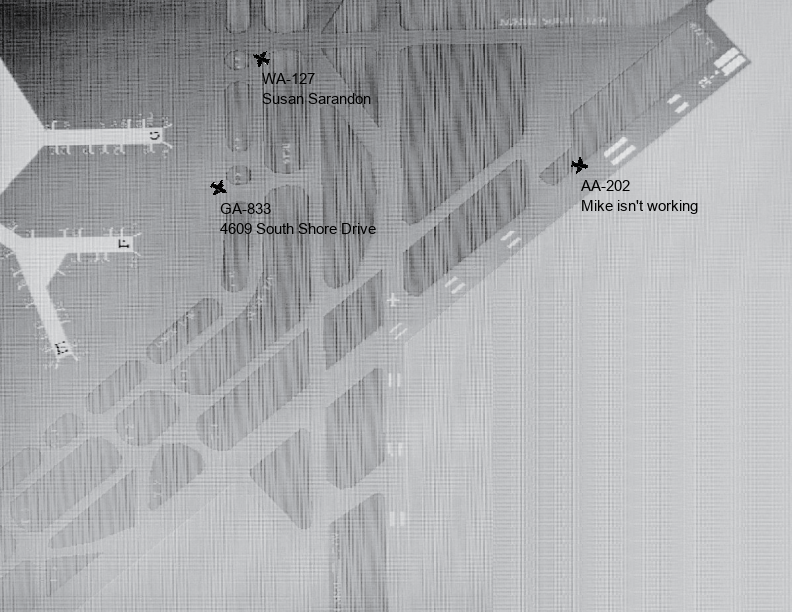 WA-127
Susan Sarandon
G
GA-833
4609 South Shore Drive
AA-202
Mike isn't working
F
E